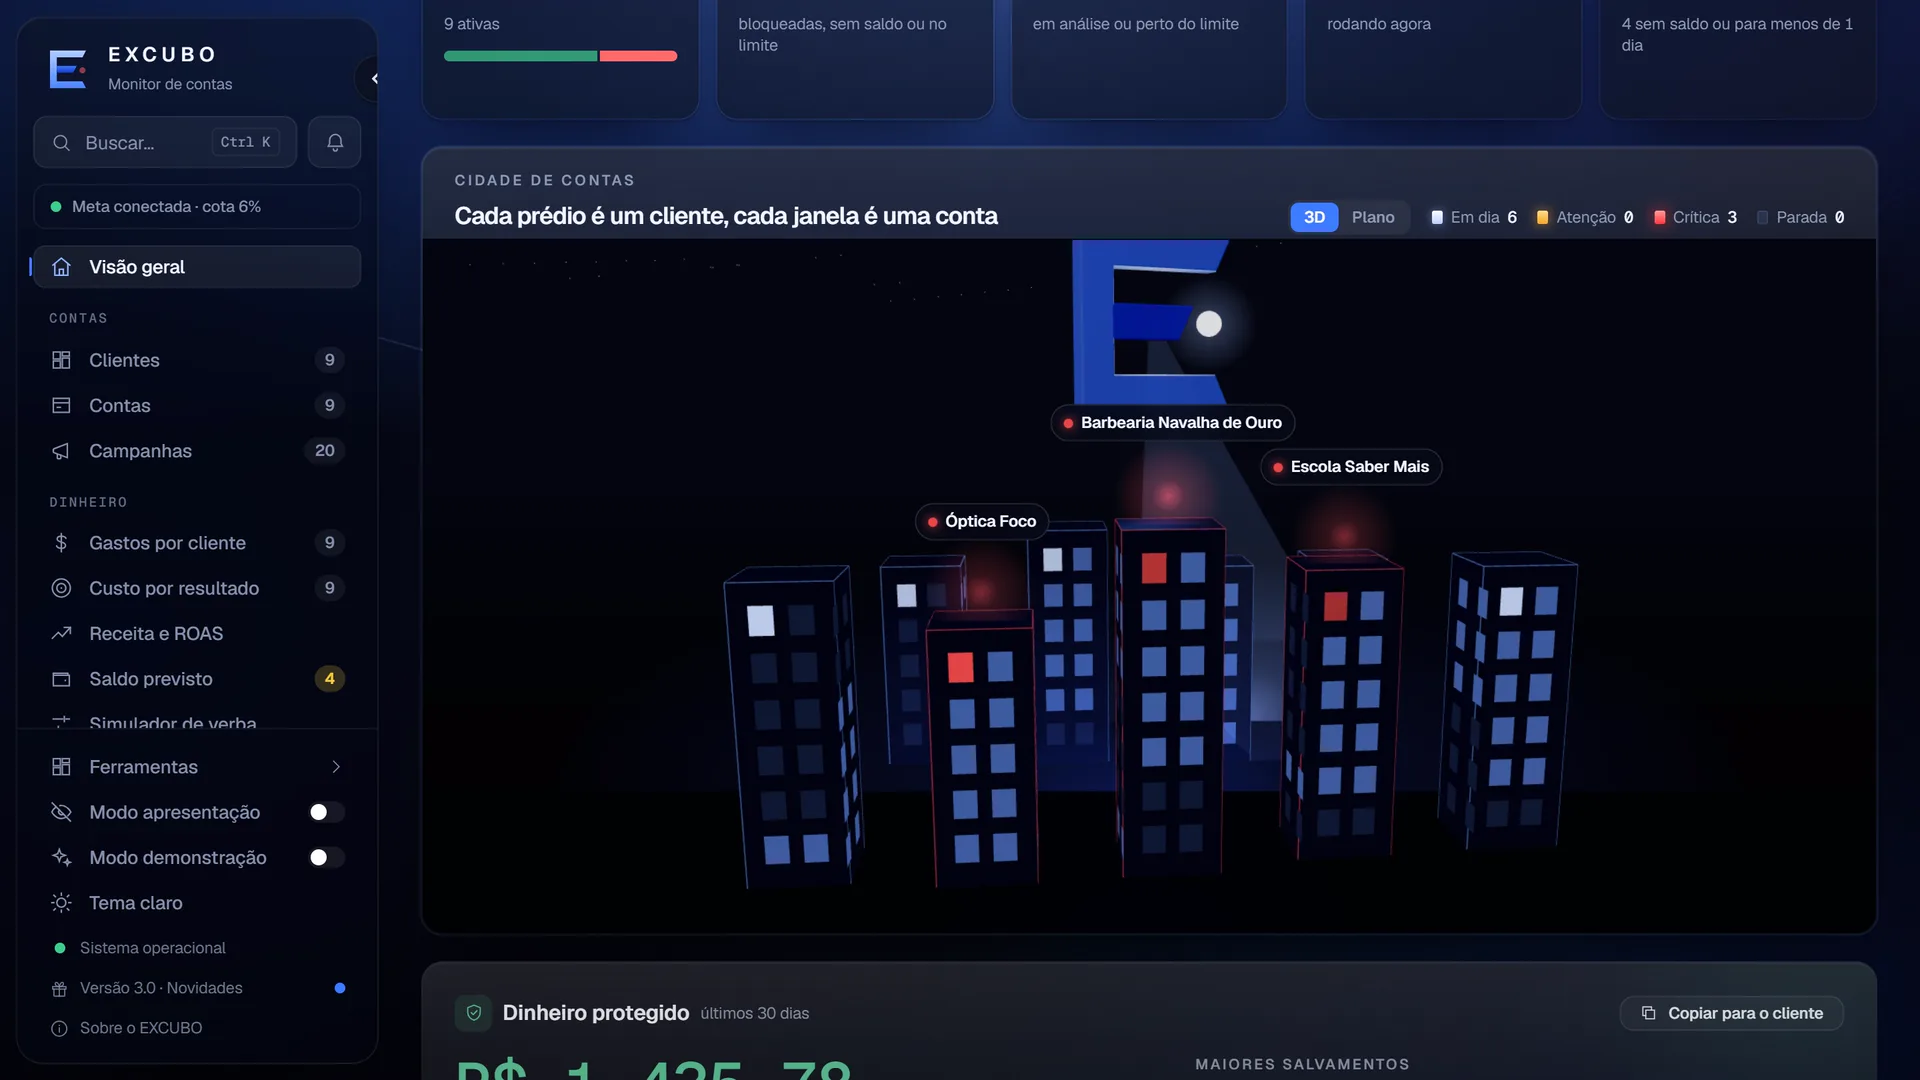 EXCUBO
Monitor de contas
Buscar...
Ctrl K
Meta conectada · cota 6%
Visão geral
CONTAS
Clientes 9
Contas 9
Campanhas 20
DINHEIRO
Gastos por cliente 9
Custo por resultado 9
Receita e ROAS
Saldo previsto 4
Simulador de verba
Ferramentas
Modo apresentação
Modo demonstração
Tema claro
Sistema operacional
Versão 3.0 · Novidades
Sobre o EXCUBO
9 ativas
bloqueadas, sem saldo ou no
limite
em análise ou perto do limite
rodando agora
4 sem saldo ou para menos de 1
dia
CIDADE DE CONTAS
Cada prédio é um cliente, cada janela é uma conta
3D Plano
Em dia 6
Atenção 0
Crítica 3
Parada 0
Barbearia Navalha de Ouro
Escola Saber Mais
Óptica Foco
Dinheiro protegido últimos 30 dias
Copiar para o cliente
R$ 1.425,78
MAIORES SALVAMENTOS